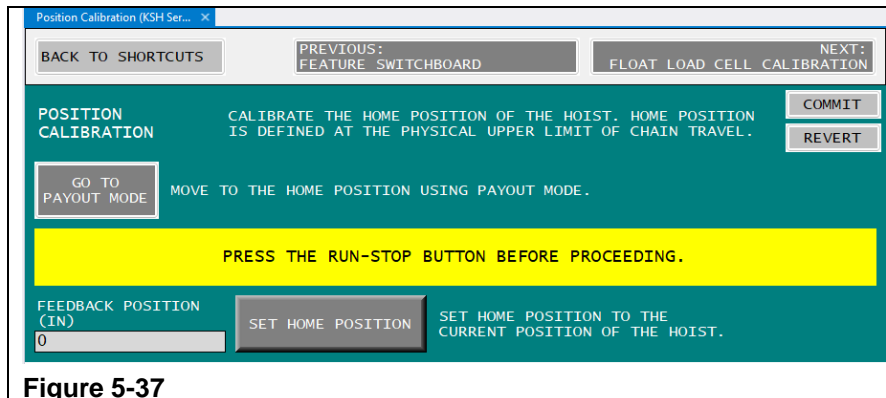 Position Calibration (KSH Ser... ×
BACK TO SHORTCUTS
PREVIOUS:
FEATURE SWITCHBOARD
NEXT:
FLOAT LOAD CELL CALIBRATION
POSITION
CALIBRATION
CALIBRATE THE HOME POSITION OF THE HOIST. HOME POSITION
IS DEFINED AT THE PHYSICAL UPPER LIMIT OF CHAIN TRAVEL.
COMMIT
REVERT
GO TO
PAYOUT MODE
MOVE TO THE HOME POSITION USING PAYOUT MODE.
PRESS THE RUN-STOP BUTTON BEFORE PROCEEDING.
FEEDBACK POSITION
(IN)
0
SET HOME POSITION
SET HOME POSITION TO THE
CURRENT POSITION OF THE HOIST.
Figure 5-37